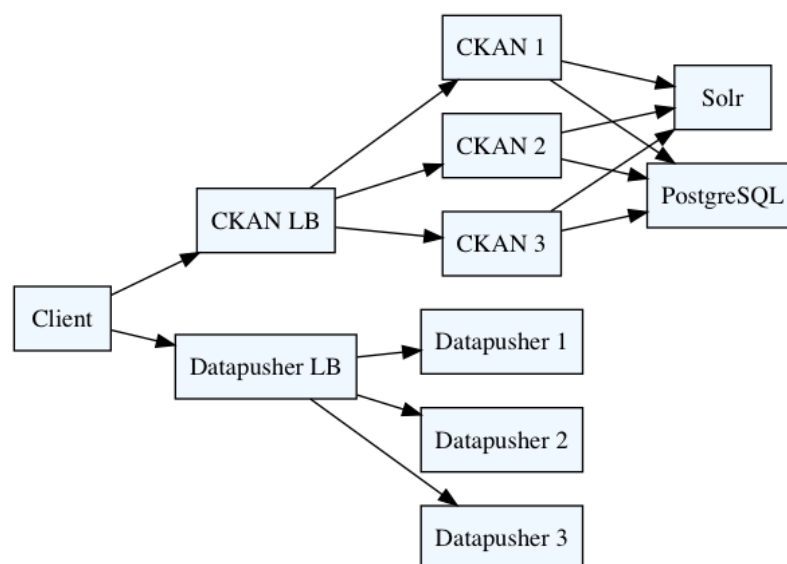 CKAN 1
Solr
CKAN 2
PostgreSQL
CKAN LB
CKAN 3
Client
Datapusher 1
Datapusher LB
Datapusher 2
Datapusher 3